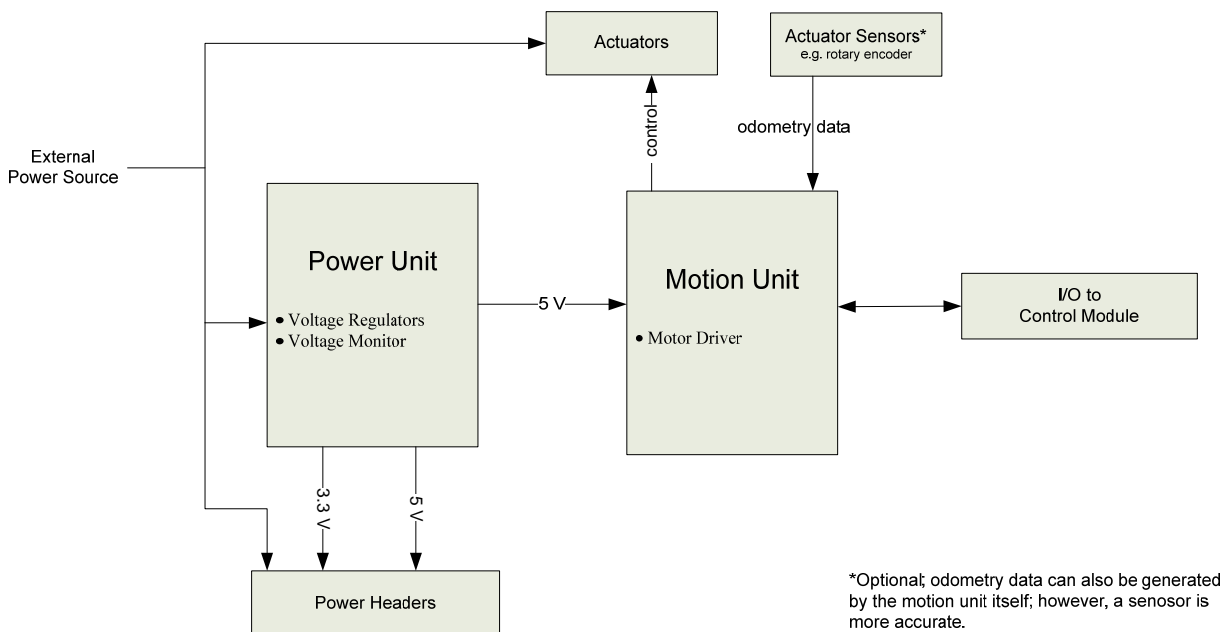 Actuators
Actuator Sensors*
e.g. rotary encoder
control
odometry data
External
Power Source
Power Unit
• Voltage Regulators
• Voltage Monitor
5 V
Motion Unit
• Motor Driver
I/O to
Control Module
3.3 V
5 V
Power Headers
*Optional; odometry data can also be generated
by the motion unit itself; however, a senosor is
more accurate.